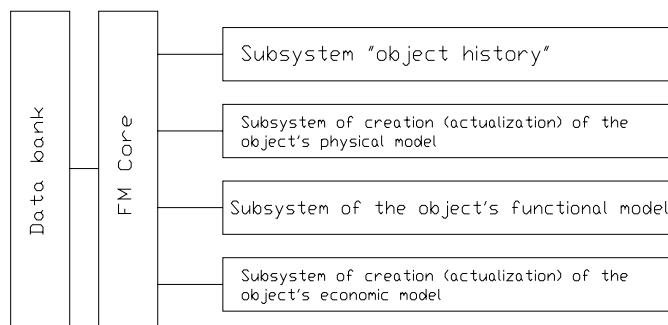 Data bank
FM Core
Subsystem "object history"
Subsystem of creation (actualization) of the
object's physical model
Subsystem of the object's functional model
Subsystem of creation (actualization) of the
object's economic model